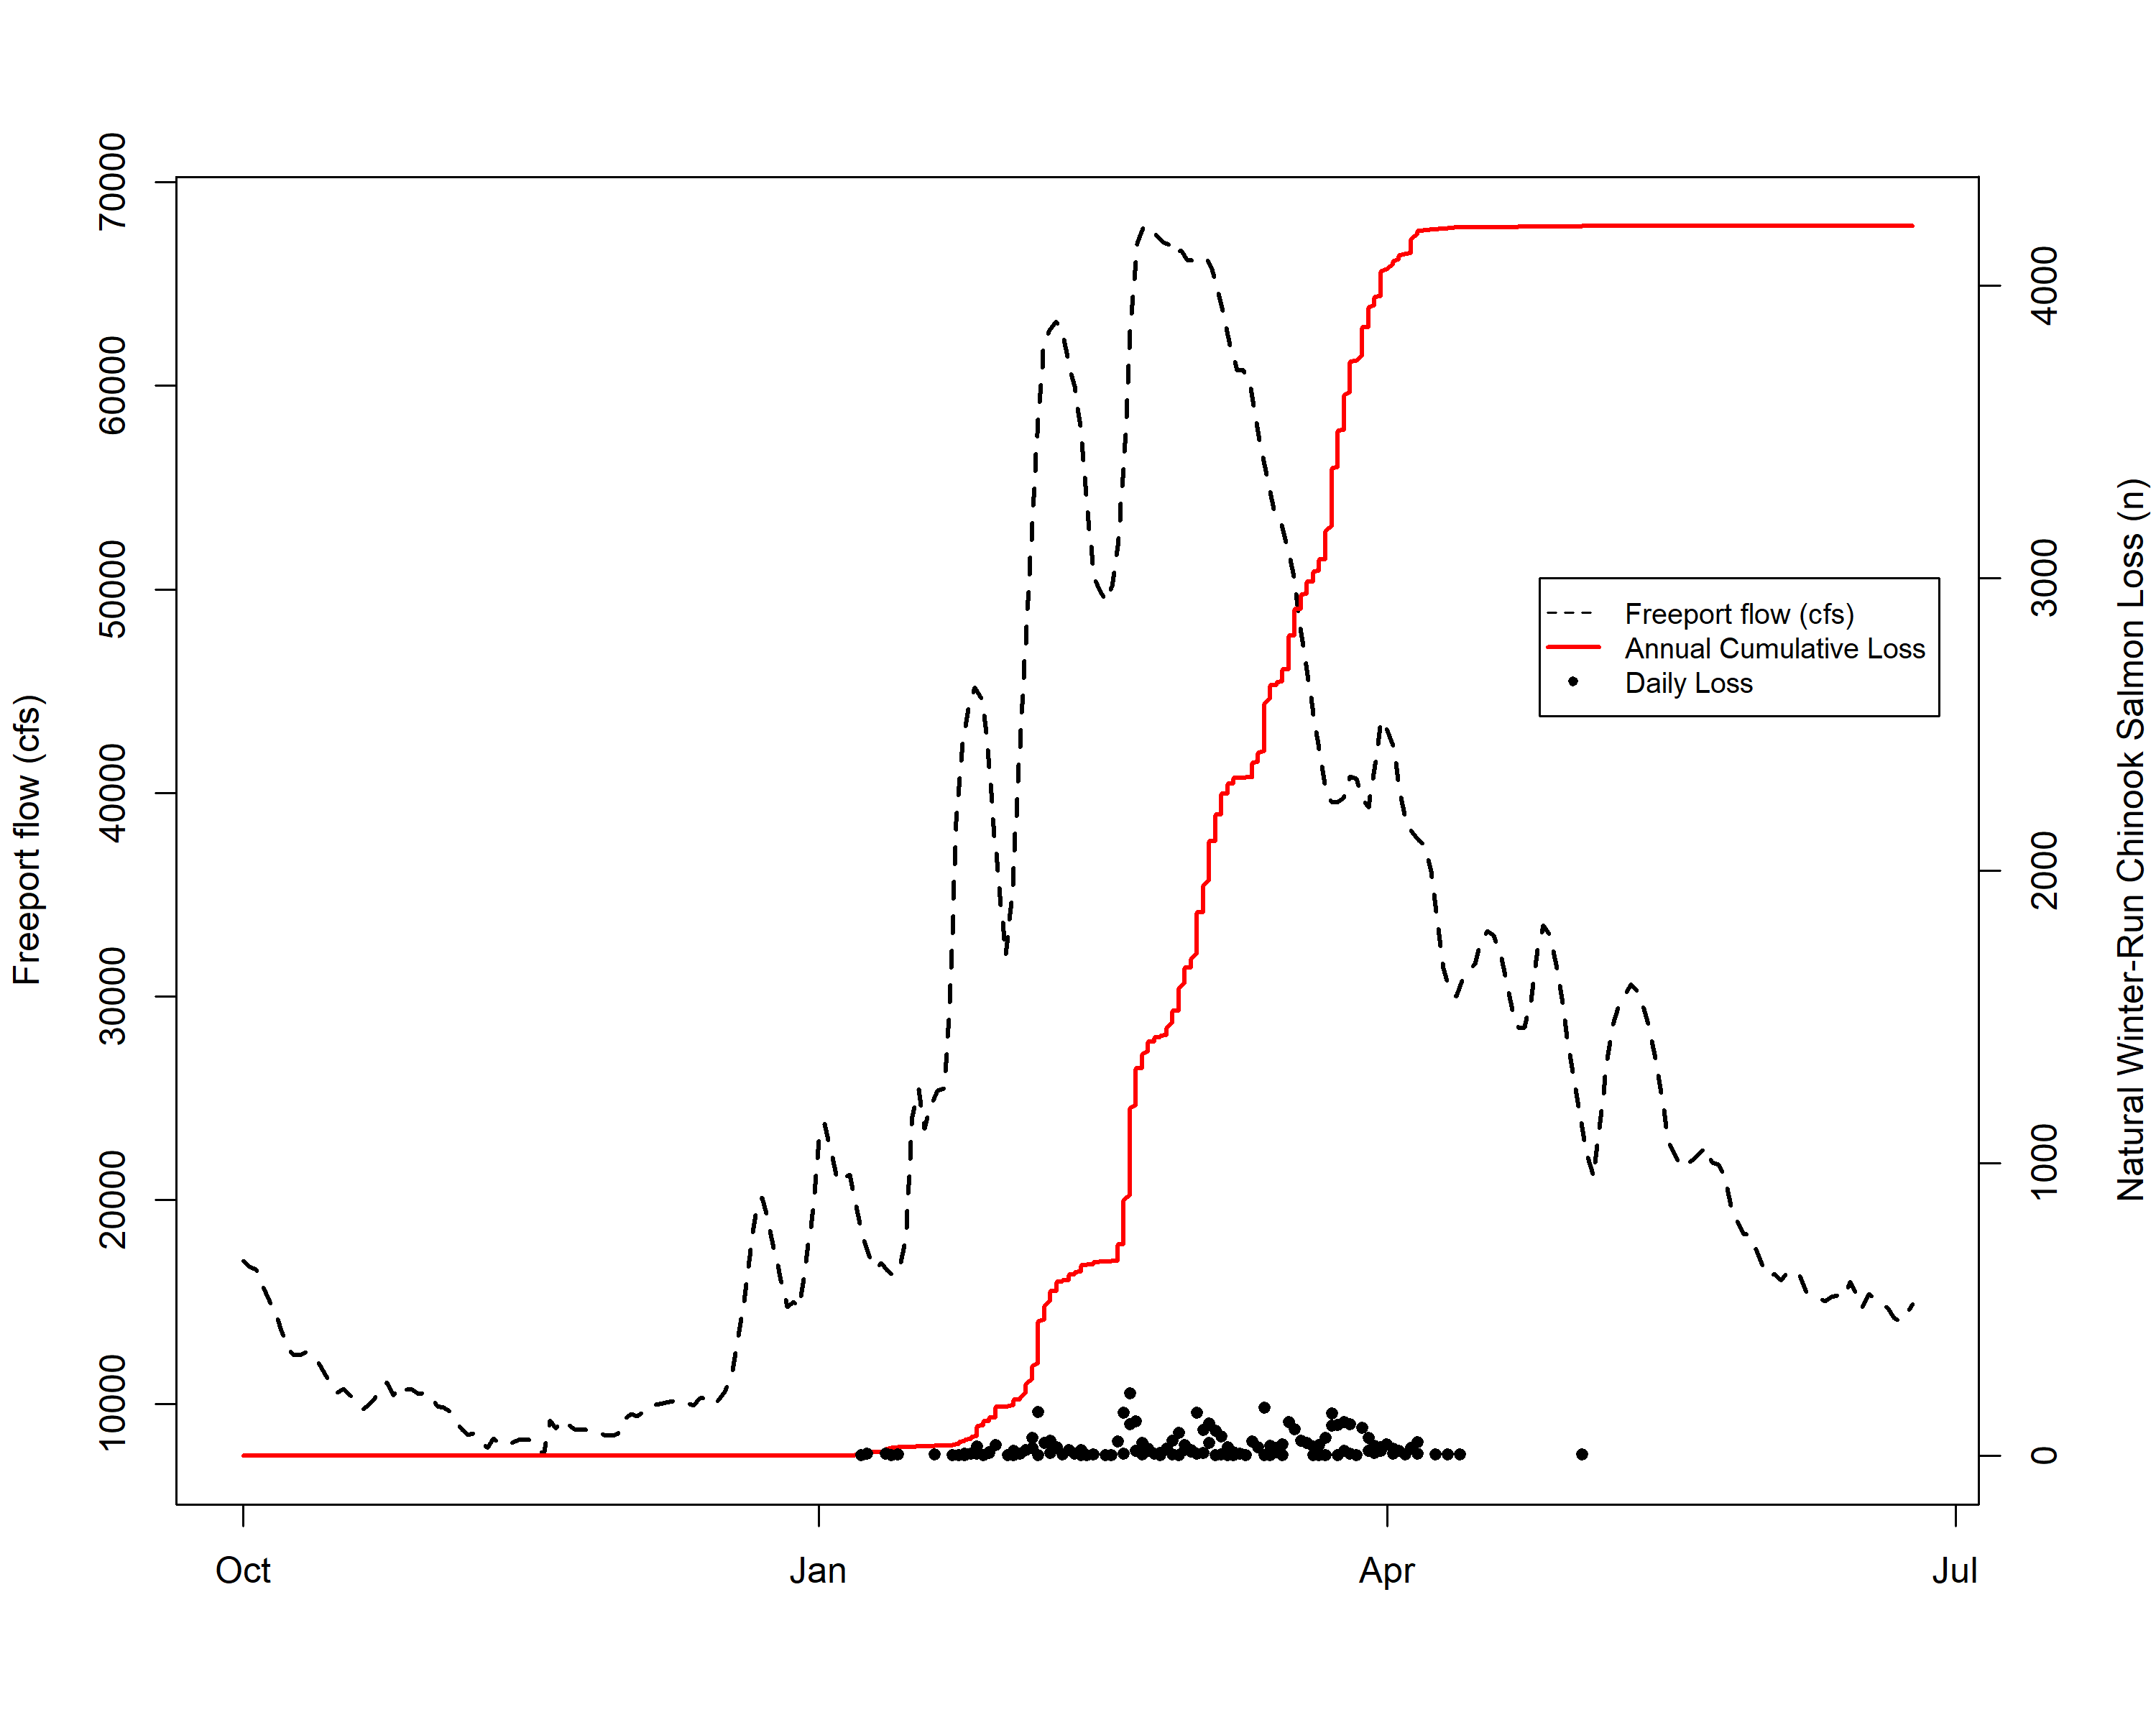 Freeport flow (cfs)
70000
60000
50000
40000
30000
20000
10000
Freeport flow (cfs)
Annual Cumulative Loss
Daily Loss
4000
3000
2000
1000
0
Natural Winter-Run Chinook Salmon Loss (n)
Oct
Jan
Apr
Jul